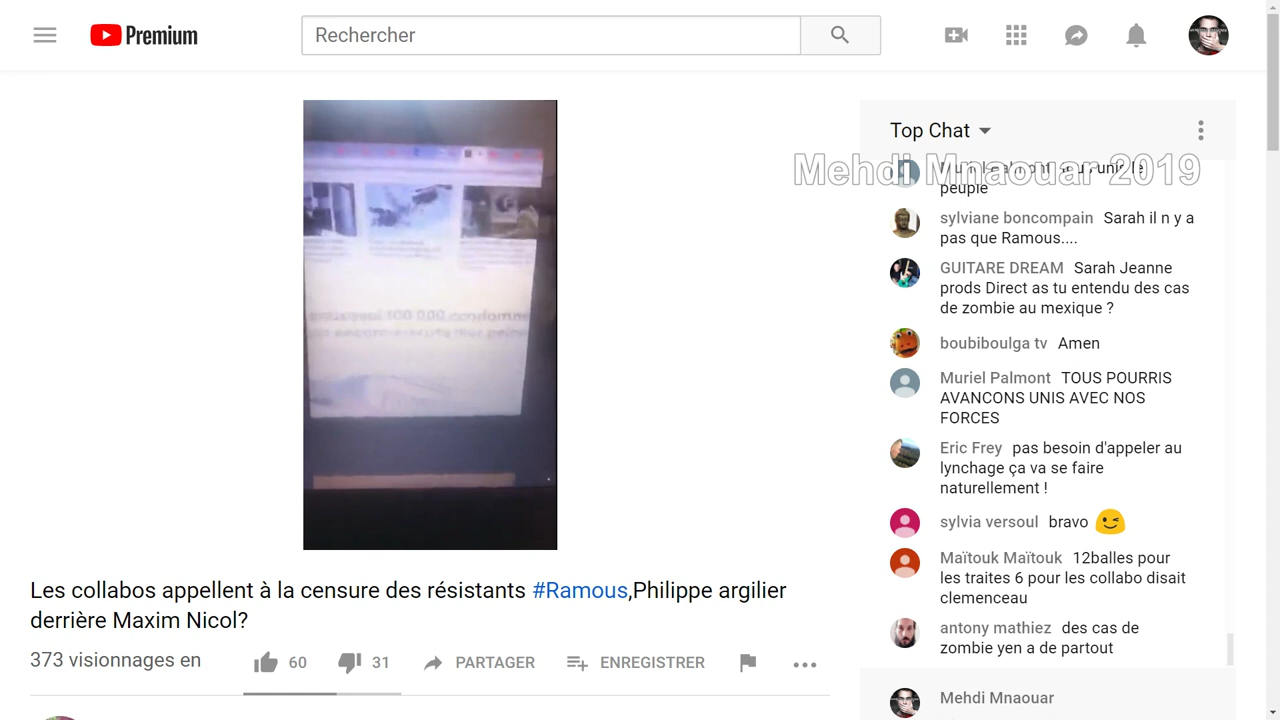 Premium
Rechercher
Top Chat
Mehdi Mnaouar 2019
peuple
sylviane boncompain Sarah il n y a
pas que Ramous....
GUITARE DREAM Sarah Jeanne
prods Direct as tu entendu des cas
de zombie au mexique ?
boubiboulga tv Amen
Muriel Palmont TOUS POURRIS
AVANCONS UNIS AVEC NOS
FORCES
Eric Frey pas besoin d'appeler au
lynchage ça va se faire
naturellement !
sylvia versoul bravo 😉
Maïtouk Maïtouk 12balles pour
les traites 6 pour les collabo disait
clemenceau
antony mathiez des cas de
zombie yen a de partout
Mehdi Mnaouar
100 000 condamn
Les collabos appellent à la censure des résistants #Ramous,Philippe argilier
derrière Maxim Nicol?
373 visionnages en
60
31
PARTAGER
ENREGISTRER